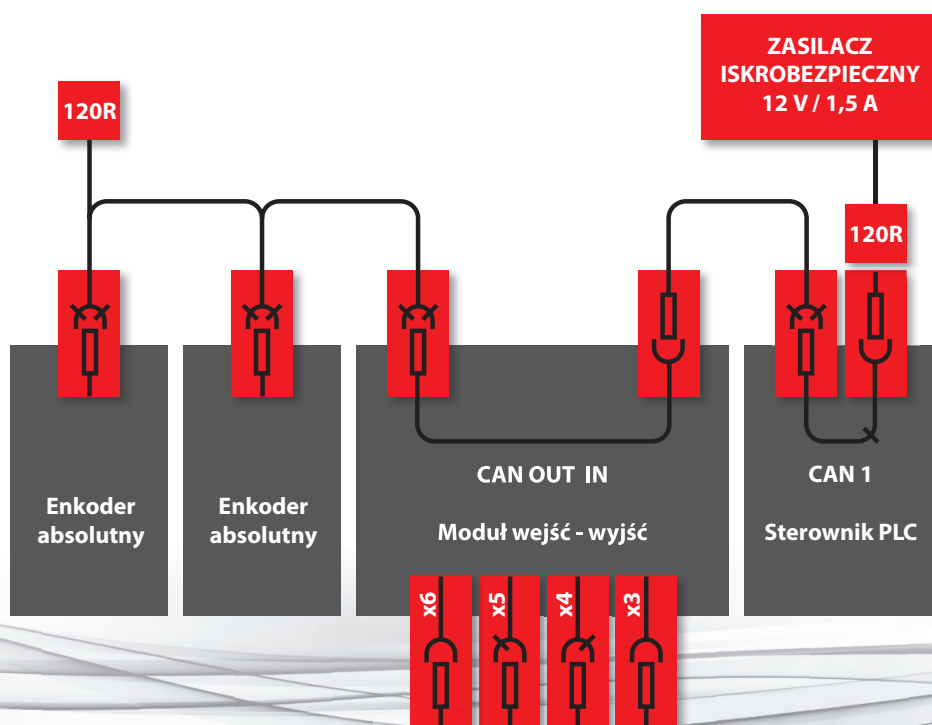 ZASILACZ
ISKROBEZPIECZNY
12 V / 1,5 A
120R
120R
CAN OUT IN
CAN 1
Enkoder
absolutny
Enkoder
absolutny
Moduł wejść - wyjść
Sterownik PLC
x6
x5
x4
x3